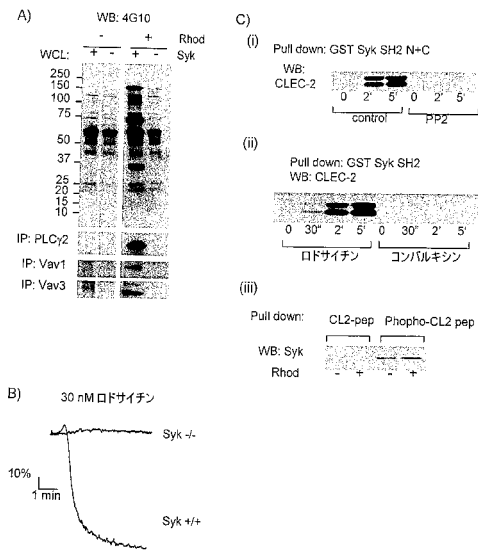 A)
WB: 4G10
- + Rhod
WCL: + - + - Syk
250
150
100
75
50
37
25
20
15
10
IP: PLCγ2
IP: Vav1
IP: Vav3
B)
30 nM ロドサイチン
Syk -/-
10%
1 min
Syk +/+
C)
(i)
Pull down: GST Syk SH2 N+C
WB:
CLEC-2
0 2' 5' 0 2' 5'
control PP2
(ii)
Pull down: GST Syk SH2
WB: CLEC-2
0 30" 2' 5' 0 30" 2' 5'
ロドサイチン コンバルキシン
(iii)
Pull down: CL2-pep Phopho-CL2 pep
WB: Syk
Rhod - + - +